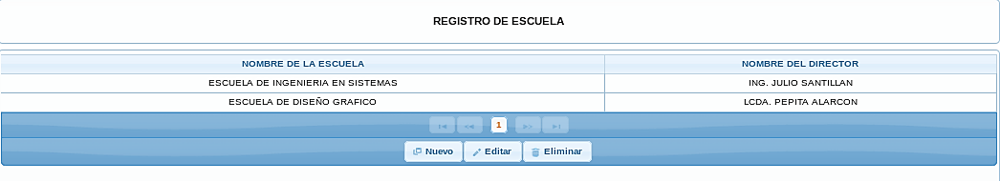 REGISTRO DE ESCUELA
NOMBRE DE LA ESCUELA NOMBRE DEL DIRECTOR
ESCUELA DE INGENIERIA EN SISTEMAS ING. JULIO SANTILLAN
ESCUELA DE DISEÑO GRAFICO LCDA. PEPITA ALARCON
1
Nuevo Editar Eliminar